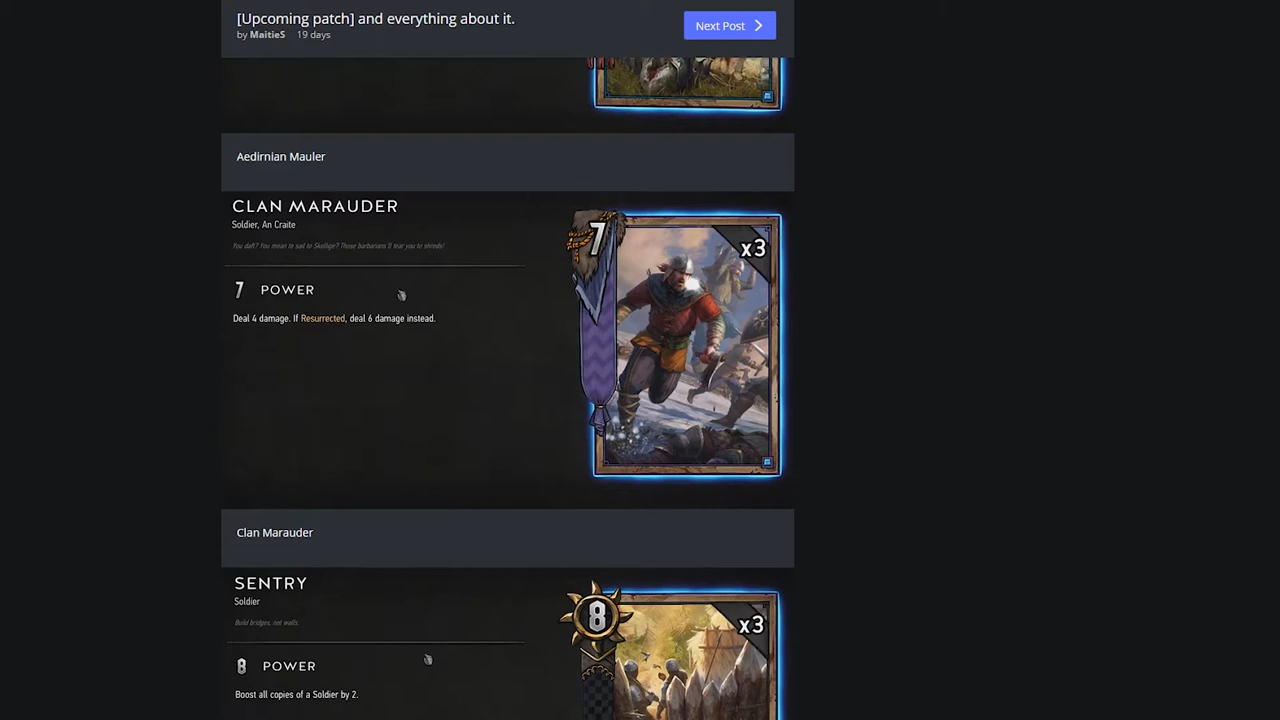 [Upcoming patch] and everything about it.
by MaitieS 19 days
Next Post
Aedirnian Mauler
CLAN MARAUDER
Soldier, An Craite
You daft? You mean to sail to Skellige? Those barbarians'll tear you to shreds!
7
x3
7 POWER
Deal 4 damage. If Resurrected, deal 6 damage instead.
Clan Marauder
SENTRY
Soldier
Build bridges, not walls.
8
x3
8 POWER
Boost all copies of a Soldier by 2.